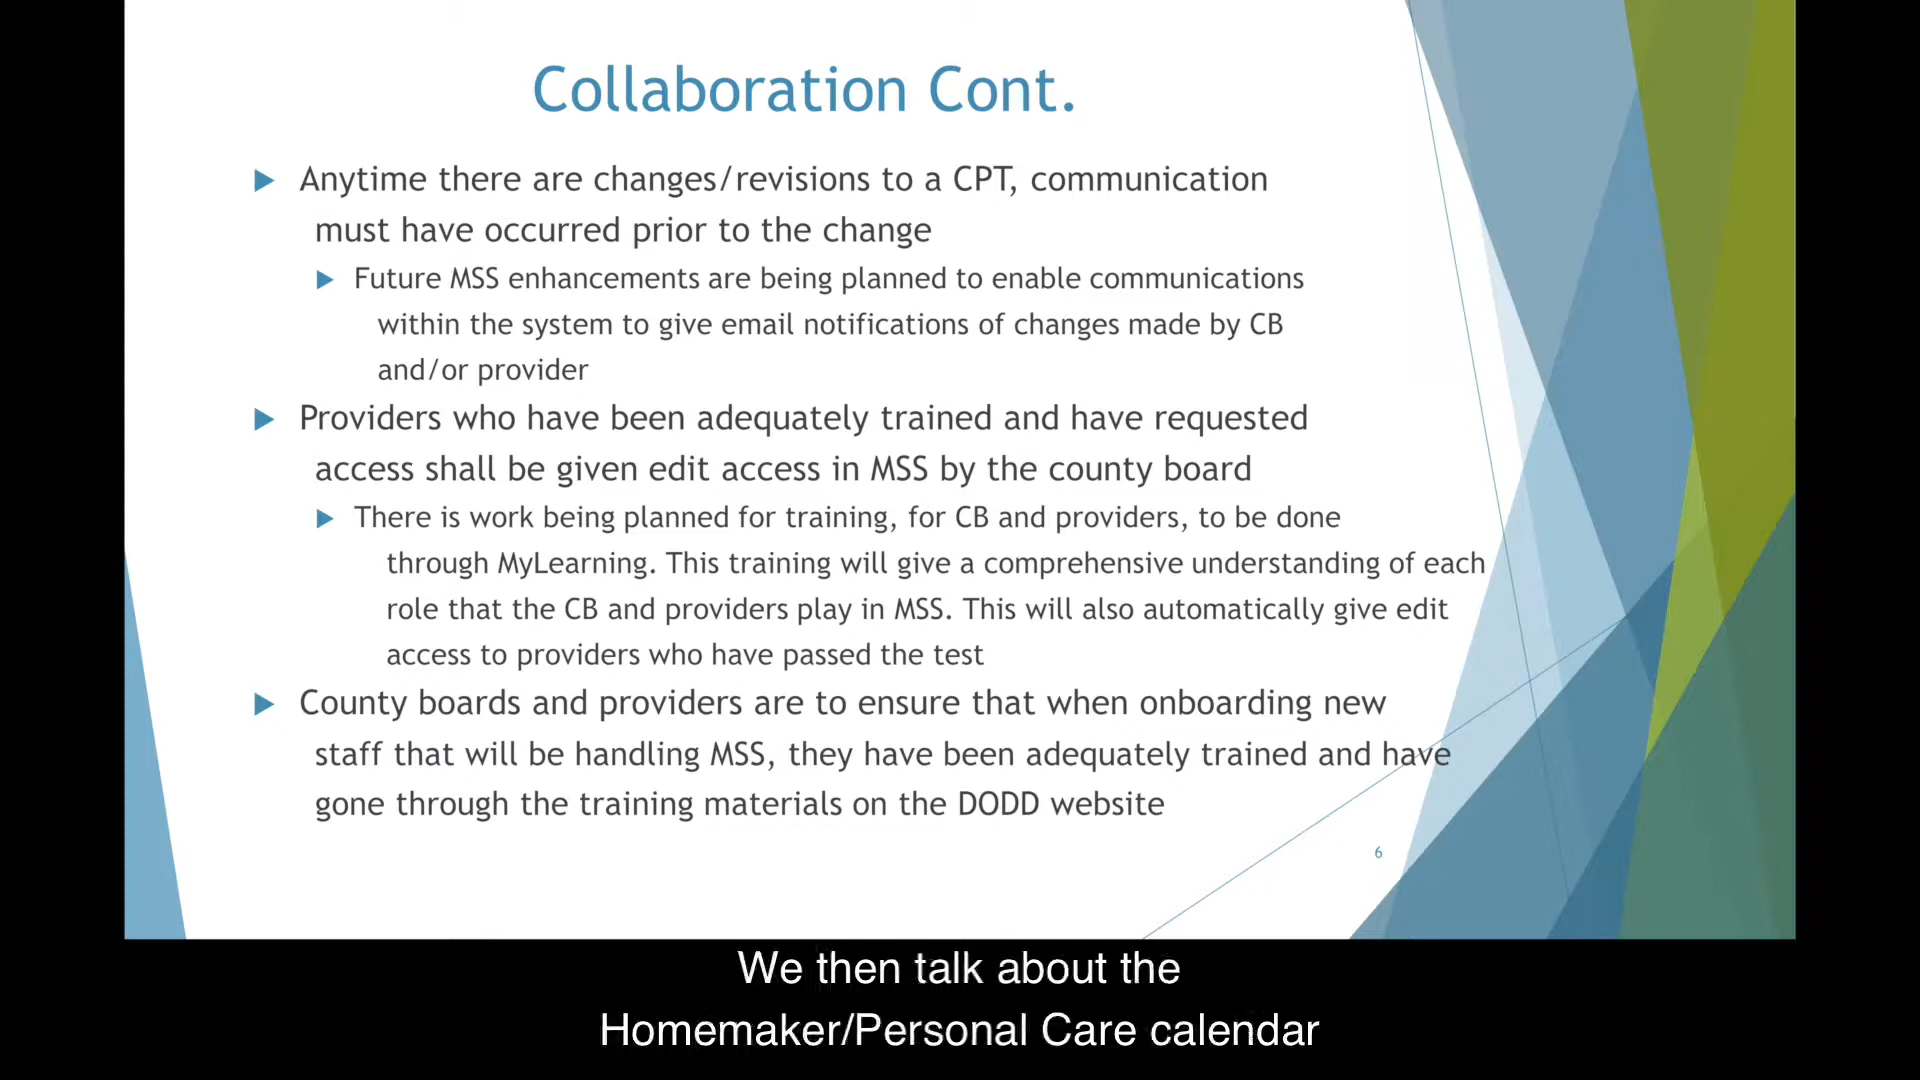 Collaboration Cont.
Anytime there are changes/revisions to a CPT, communication
must have occurred prior to the change
Future MSS enhancements are being planned to enable communications
within the system to give email notifications of changes made by CB
and/or provider
Providers who have been adequately trained and have requested
access shall be given edit access in MSS by the county board
There is work being planned for training, for CB and providers, to be done
through MyLearning. This training will give a comprehensive understanding of each
role that the CB and providers play in MSS. This will also automatically give edit
access to providers who have passed the test
County boards and providers are to ensure that when onboarding new
staff that will be handling MSS, they have been adequately trained and have
gone through the training materials on the DODD website
6
We then talk about the
Homemaker/Personal Care calendar